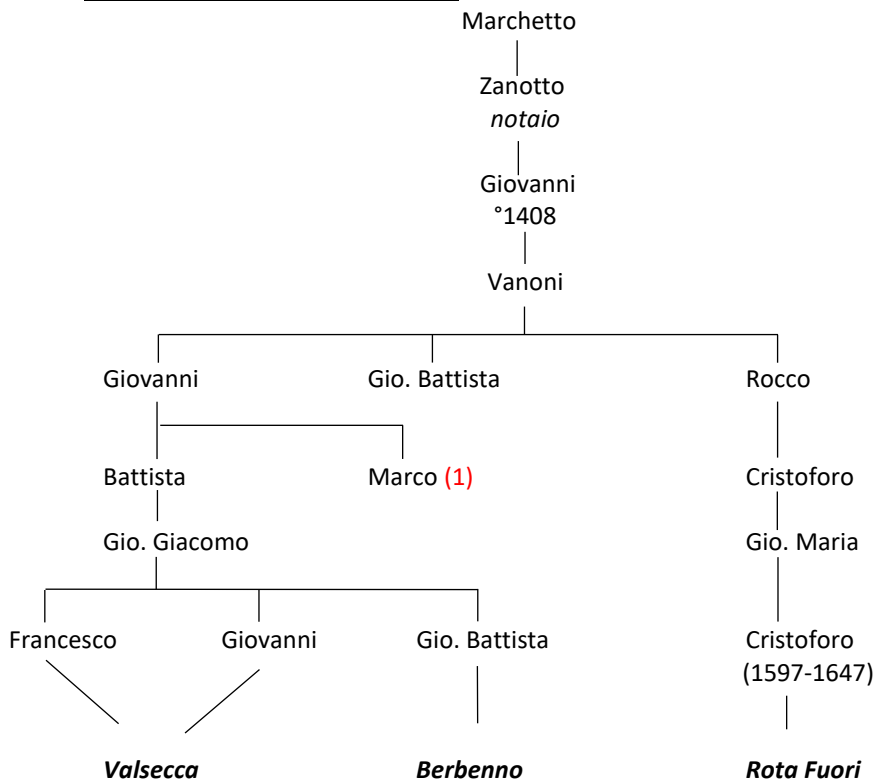 Marchetto
Zanotto
notaio
Giovanni
°1408
Vanoni
Giovanni Gio. Battista Rocco
Battista Marco (1) Cristoforo
Gio. Giacomo Gio. Maria
Francesco Giovanni Gio. Battista Cristoforo
(1597-1647)
Valsecca Berbenno Rota Fuori